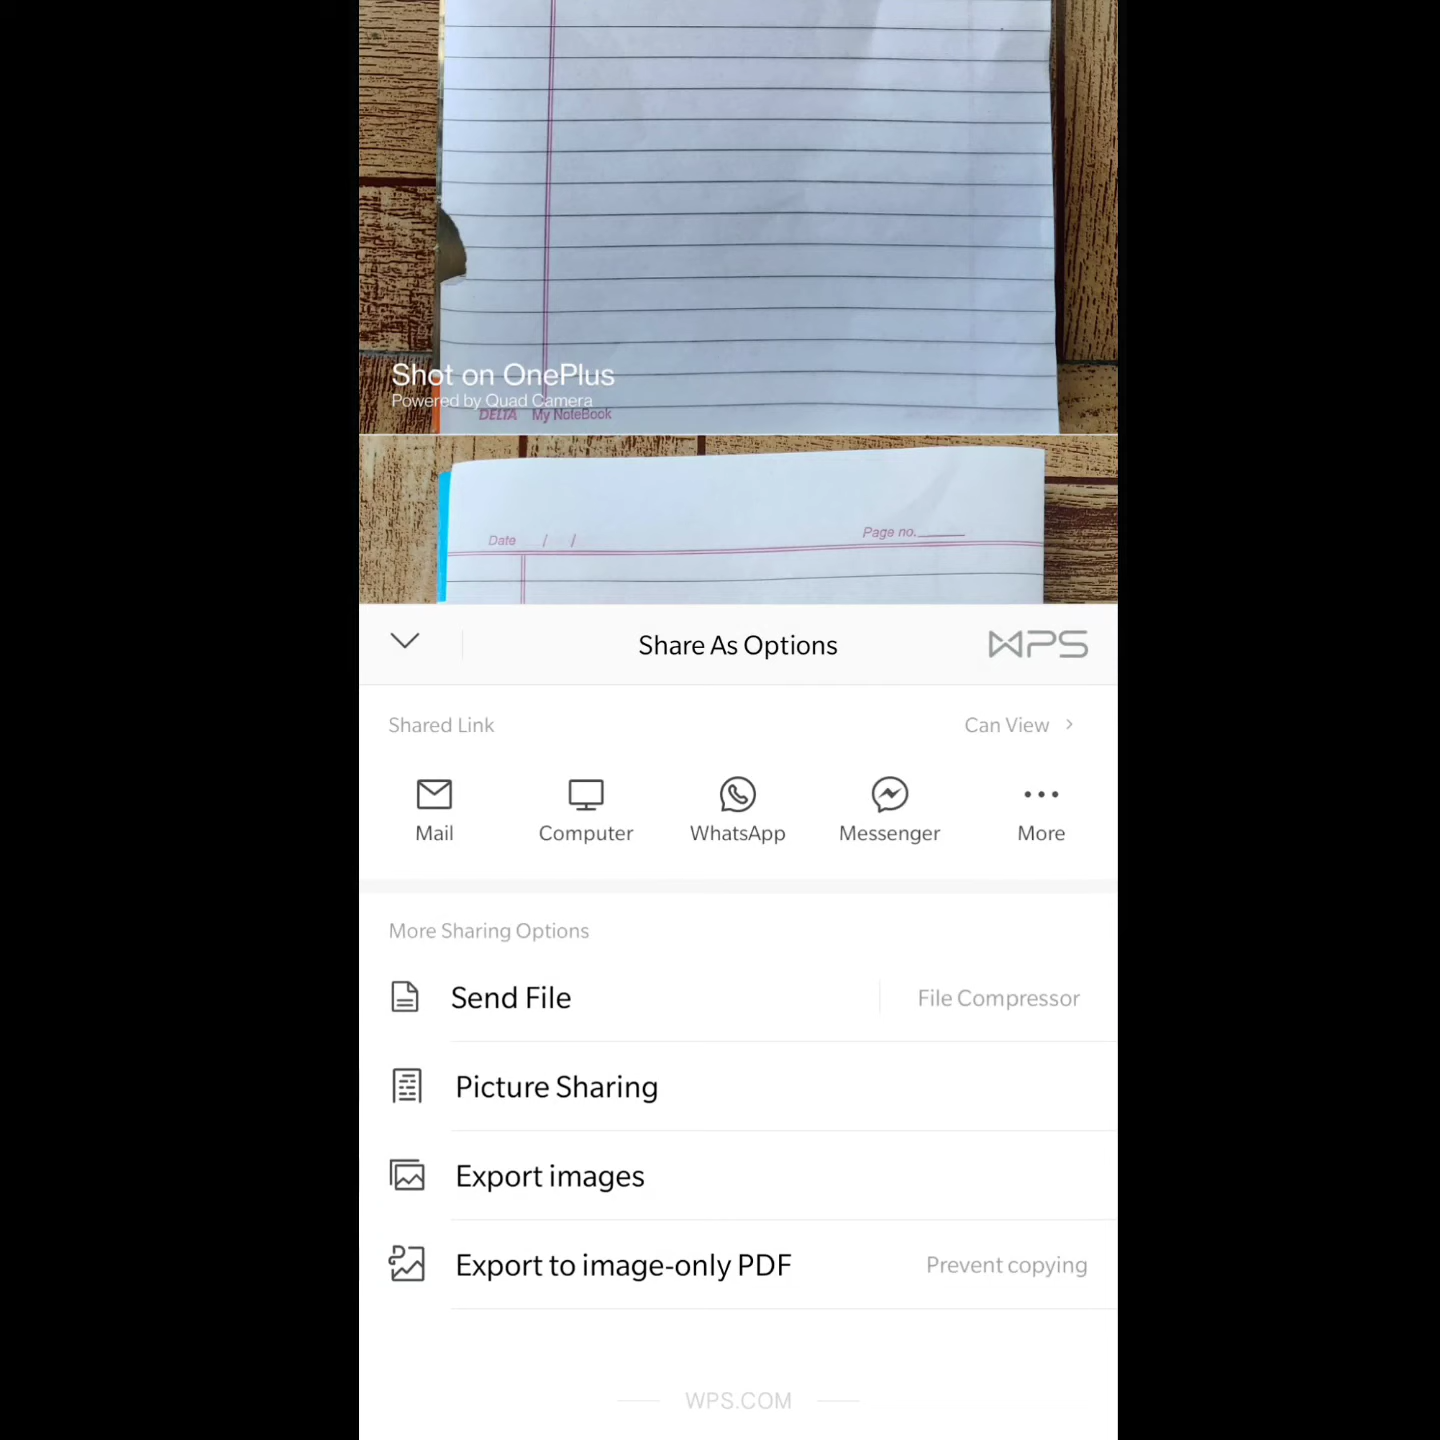 Shot on OnePlus
Powered by Quad Camera
DELTA My NoteBook
Date / / Page no.
Share As Options WPS
Shared Link Can View
Mail Computer WhatsApp Messenger More
More Sharing Options
Send File File Compressor
Picture Sharing
Export images
Export to image-only PDF Prevent copying
WPS.COM